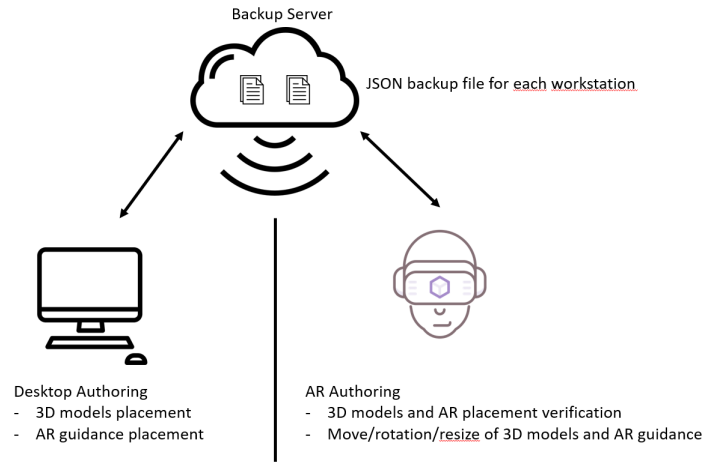 Backup Server
JSON backup file for each workstation
Desktop Authoring
- 3D models placement
- AR guidance placement
AR Authoring
- 3D models and AR placement verification
- Move/rotation/resize of 3D models and AR guidance